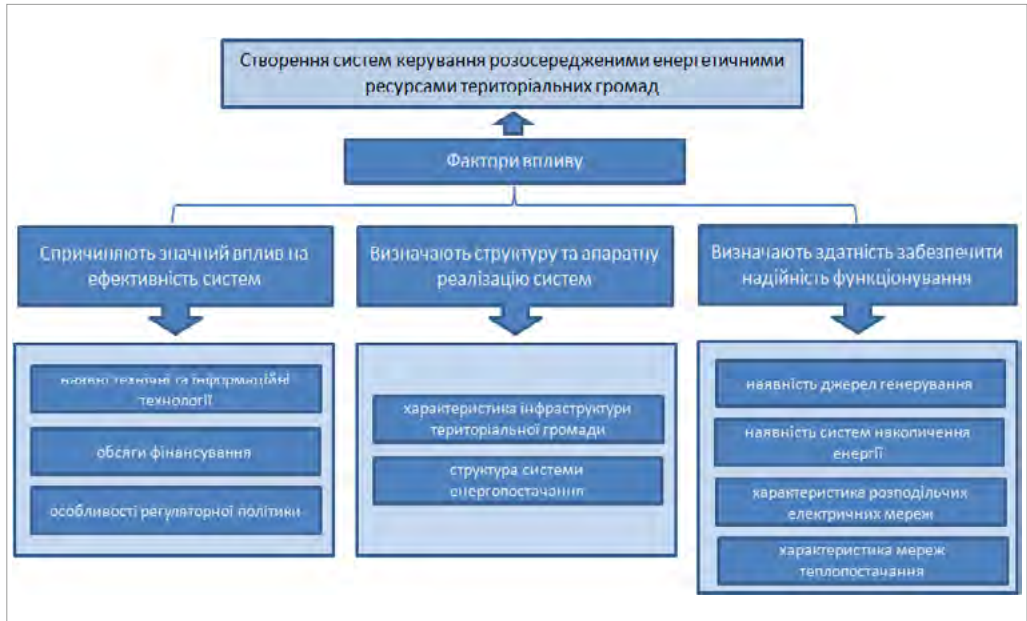 Створення систем керування розосередженими енергетичними
ресурсами територіальних громад
Фактори впливу
Спричиняють значний вплив на
ефективність систем
наявні технічні та інформаційні
технології
обсяги фінансування
особливості регуляторної політики
Визначають структуру та апаратну
реалізацію систем
характеристика інфраструктури
територіальної громади
структура системи
енергопостачання
Визначають здатність забезпечити
надійність функціонування
наявність джерел генерування
наявність систем накопичення
енергії
характеристика розподільчих
електричних мереж
характеристика мереж
теплопостачання